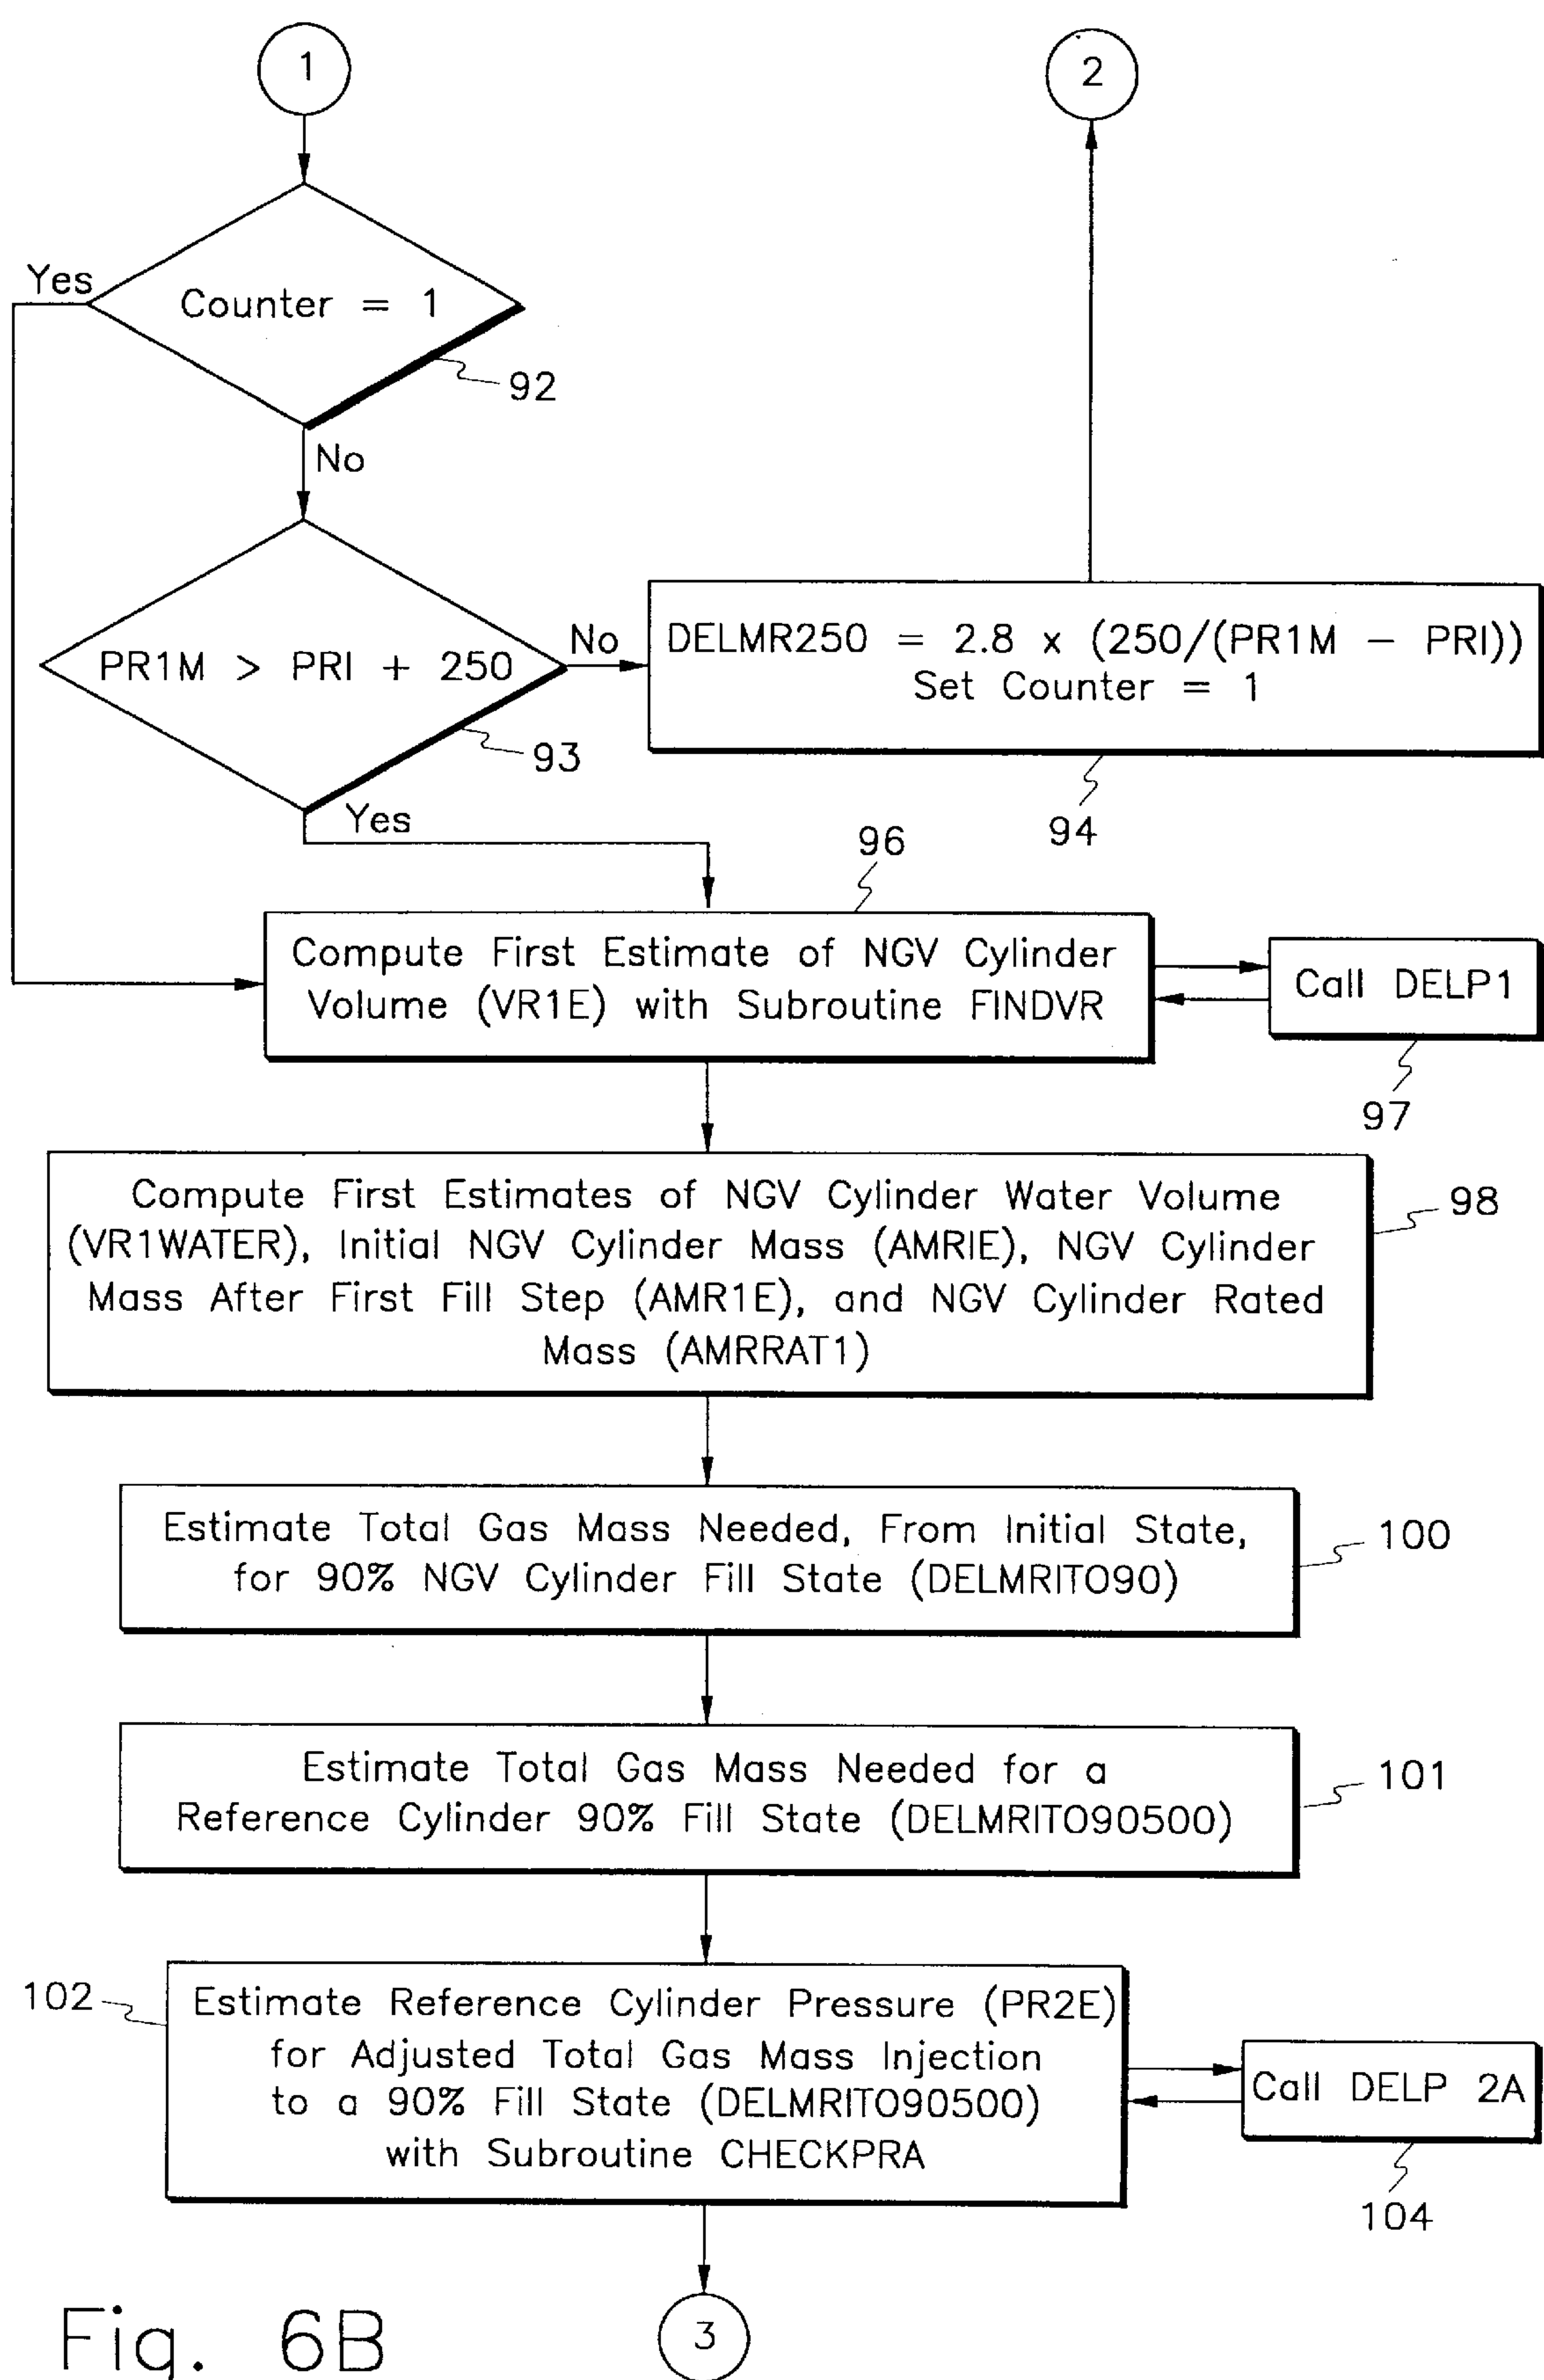 1
2
Yes
Counter = 1
92
No
PR1M > PRI + 250
No
DELMR250 = 2.8 x (250/(PR1M − PRI))
Set Counter = 1
93
94
Yes
96
Compute First Estimate of NGV Cylinder
Volume (VR1E) with Subroutine FINDVR
Call DELP1
97
Compute First Estimates of NGV Cylinder Water Volume
(VR1WATER), Initial NGV Cylinder Mass (AMRIE), NGV Cylinder
Mass After First Fill Step (AMR1E), and NGV Cylinder Rated
Mass (AMRRAT1)
98
Estimate Total Gas Mass Needed, From Initial State,
for 90% NGV Cylinder Fill State (DELMRITO90)
100
Estimate Total Gas Mass Needed for a
Reference Cylinder 90% Fill State (DELMRITO90500)
101
102
Estimate Reference Cylinder Pressure (PR2E)
for Adjusted Total Gas Mass Injection
to a 90% Fill State (DELMRITO90500)
with Subroutine CHECKPRA
Call DELP 2A
104
3
Fig. 6B